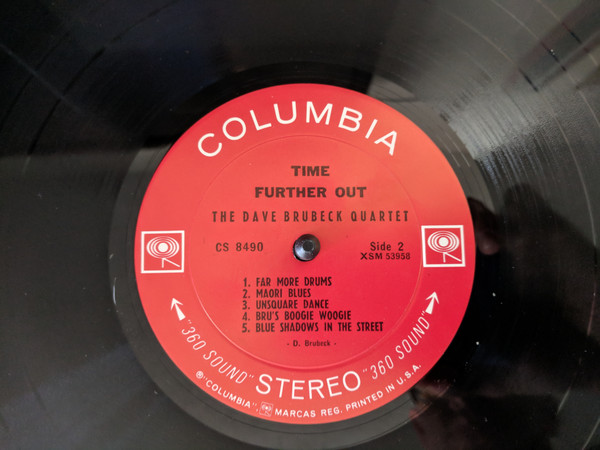 COLUMBIA
TIME
FURTHER OUT
THE DAVE BRUBECK QUARTET
CS 8490
Side 2
XSM 53958
1. FAR MORE DRUMS
2. MAORI BLUES
3. UNSQUARE DANCE
4. BRU'S BOOGIE WOOGIE
5. BLUE SHADOWS IN THE STREET
- D. Brubeck -
"360 SOUND" STEREO "360 SOUND"
℗"COLUMBIA", MARCAS REG. PRINTED IN U.S.A.